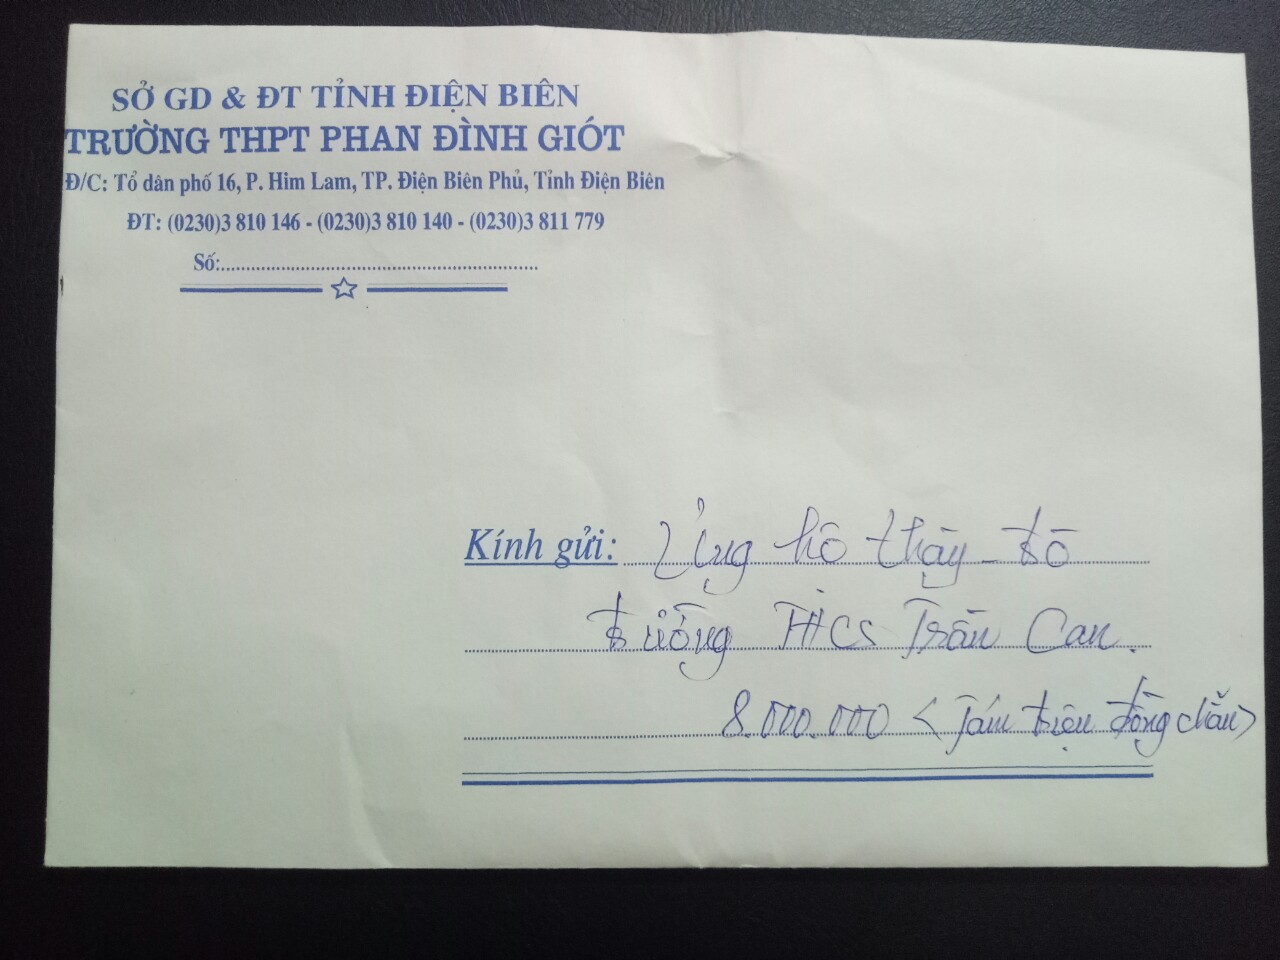 SỞ GD & ĐT TỈNH ĐIỆN BIÊN
TRƯỜNG THPT PHAN ĐÌNH GIÓT
Đ/C: Tổ dân phố 16, P. Him Lam, TP. Điện Biên Phủ, Tỉnh Điện Biên
ĐT: (0230)3 810 146 - (0230)3 810 140 - (0230)3 811 779
Số:
Kính gửi: Ủng hộ thầy - trò
trường THCS Trần Can.
8.000.000 < Tám triệu đồng chẵn>